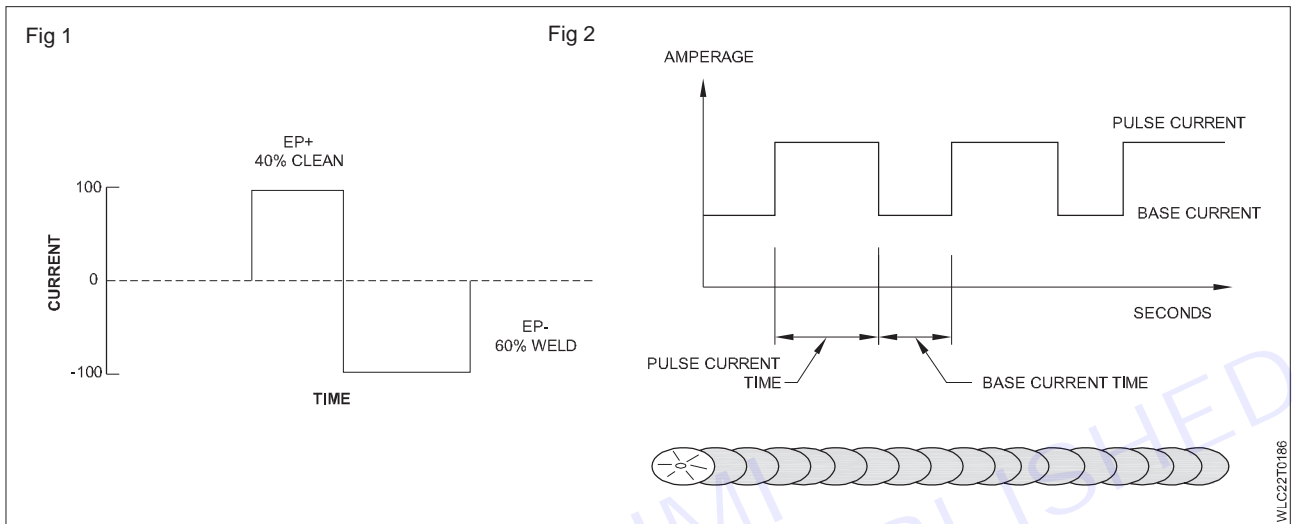 Fig 1
EP+
40% CLEAN
100
CURRENT
0
-100
EP-
60% WELD
TIME
Fig 2
AMPERAGE
PULSE CURRENT
BASE CURRENT
SECONDS
PULSE CURRENT
TIME
BASE CURRENT TIME
WLC22T0186